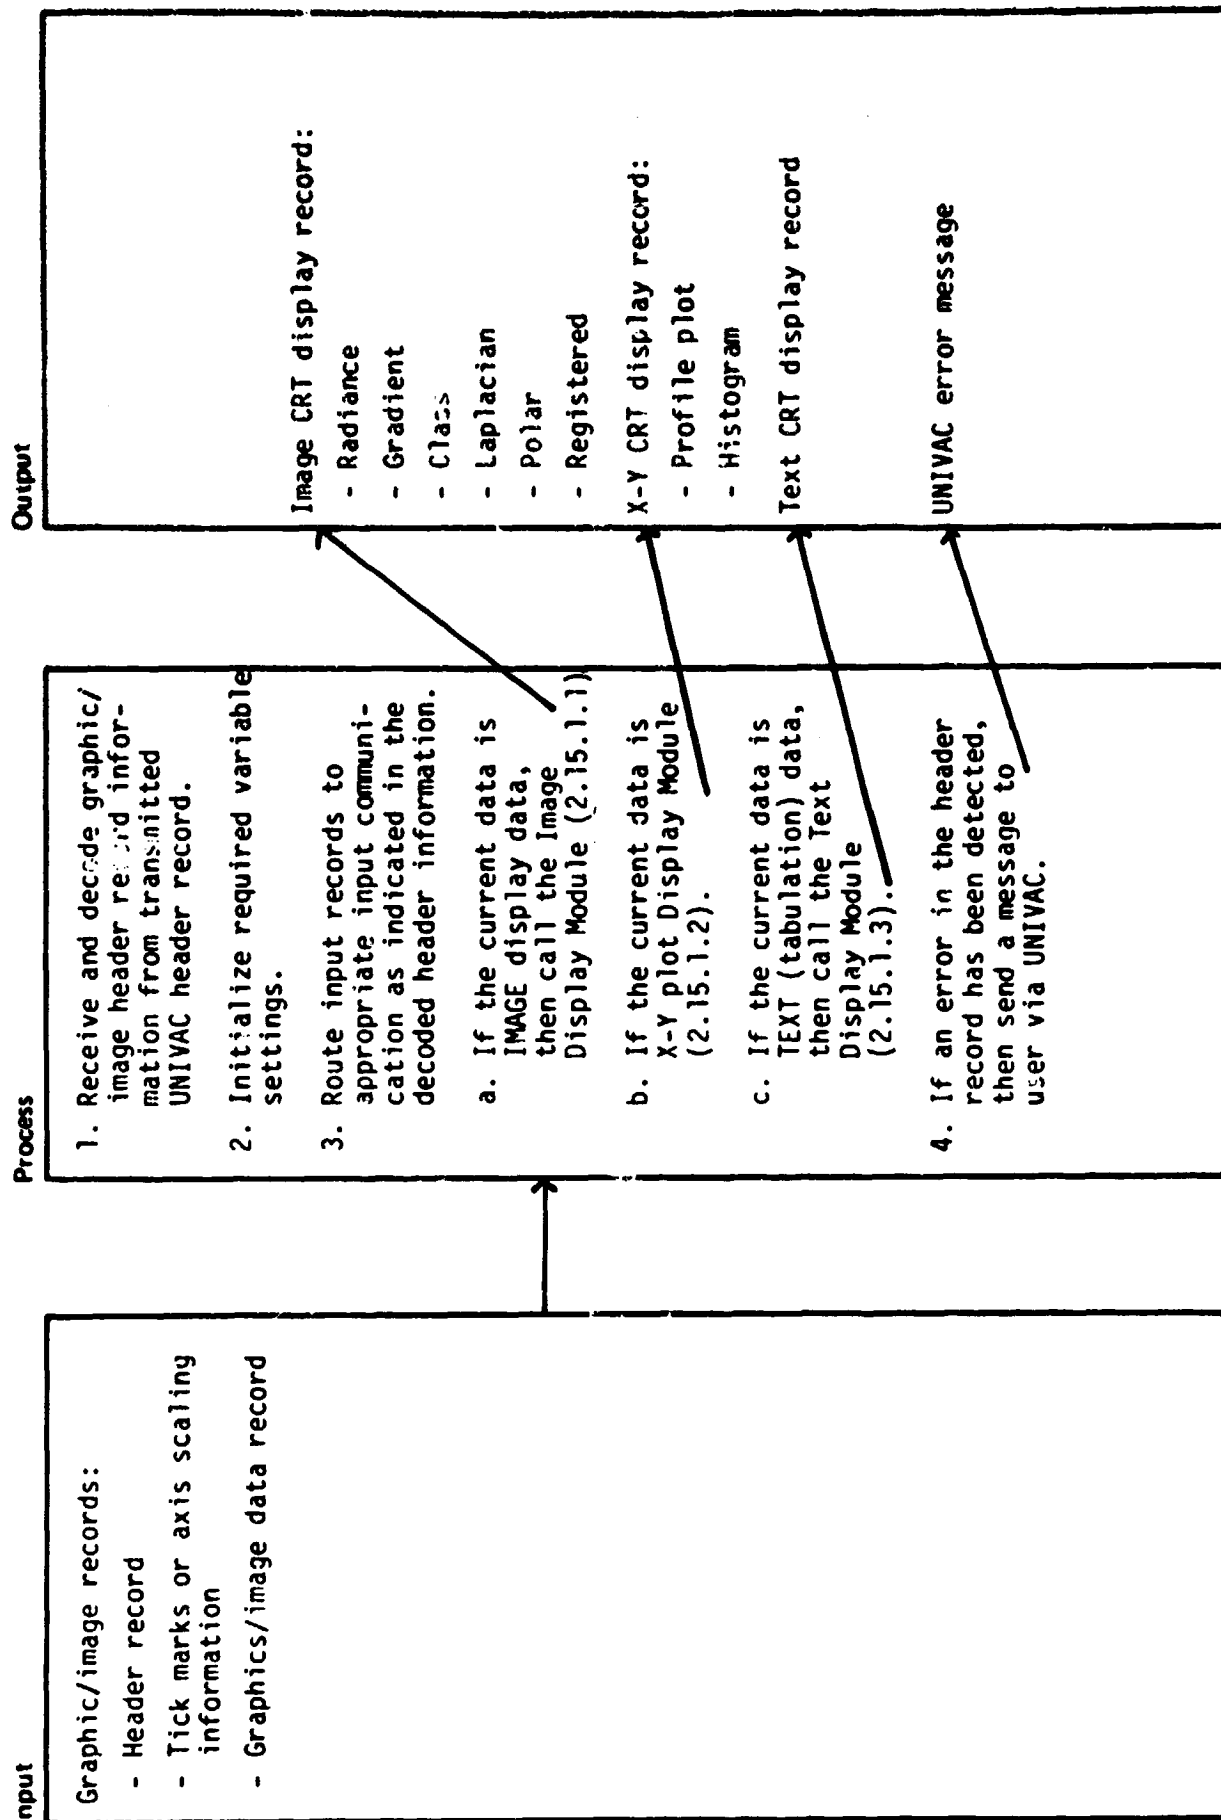 nput
Graphic/image records:
- Header record
- Tick marks or axis scaling
information
- Graphics/image data record
Process
1. Receive and decode graphic/
image header record infor-
mation from transmitted
UNIVAC header record.
2. Initialize required variable
settings.
3. Route input records to
appropriate input communi-
cation as indicated in the
decoded header information.
a. If the current data is
IMAGE display data,
then call the Image
Display Module (2.15.1.1)
b. If the current data is
X-Y plot Display Module
(2.15.1.2).
c. If the current data is
TEXT (tabulation) data,
then call the Text
Display Module
(2.15.1.3).
4. If an error in the header
record has been detected,
then send a message to
user via UNIVAC.
Output
Image CRT display record:
- Radiance
- Gradient
- Class
- Laplacian
- Polar
- Registered
X-Y CRT display record:
- Profile plot
- Histogram
Text CRT display record
UNIVAC error message